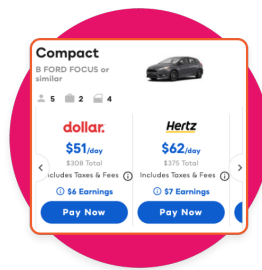 Compact
B FORD FOCUS or
similar
5 2 4
dollar. Hertz
$51/day $62/day
$308 Total $375 Total
cludes Taxes & Fees Includes Taxes & Fees
$6 Earnings $7 Earnings
Pay Now Pay Now